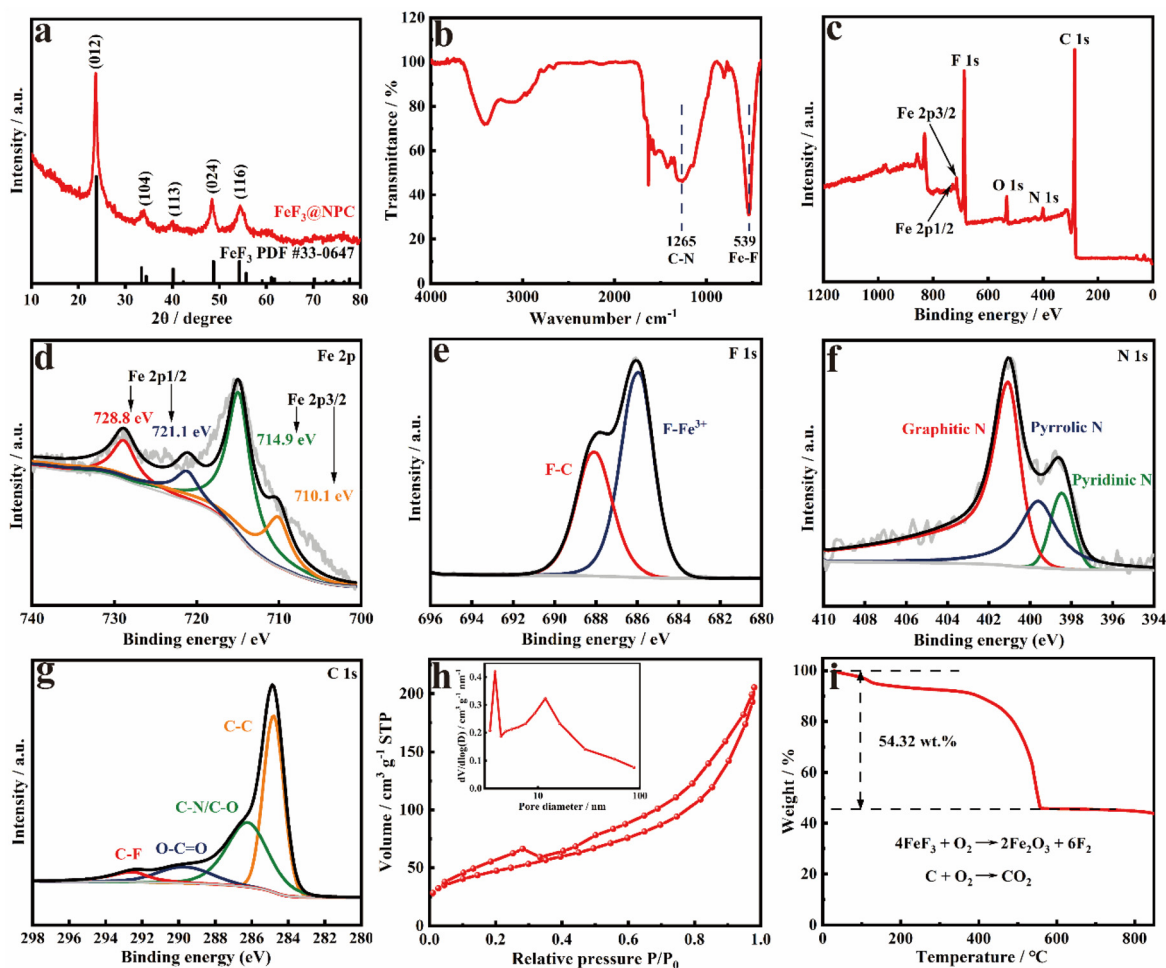 a
(012)
(104)
(113)
(024)
(116)
FeF₃@NPC
FeF₃ PDF #33-0647
Intensity / a.u.
10 20 30 40 50 60 70 80
2θ / degree
b
Transmittance / %
120
100
80
60
40
20
0
1265
C-N
539
Fe-F
4000 3000 2000 1000
Wavenumber / cm⁻¹
c
C 1s
F 1s
Fe 2p3/2
O 1s
N 1s
Fe 2p1/2
Intensity / a.u.
1200 1000 800 600 400 200 0
Binding energy / eV
d
Fe 2p
Fe 2p1/2
Fe 2p3/2
728.8 eV
721.1 eV
714.9 eV
710.1 eV
Intensity / a.u.
740 730 720 710 700
Binding energy / eV
e
F 1s
F-Fe³⁺
F-C
Intensity / a.u.
696 694 692 690 688 686 684 682 680
Binding energy / eV
f
N 1s
Graphitic N
Pyrrolic N
Pyridinic N
Intensity / a.u.
410 408 406 404 402 400 398 396 394
Binding energy (eV)
g
C 1s
C-C
C-N/C-O
O-C=O
C-F
Intensity / a.u.
298 296 294 292 290 288 286 284 282 280
Binding energy (eV)
h
Volume / cm³ g⁻¹ STP
200
150
100
50
0
dV/dlog(D) / cm³ g⁻¹ nm⁻¹
0.4
0.3
0.2
0.1
0.0
10 100
Pore diameter / nm
0.0 0.2 0.4 0.6 0.8 1.0
Relative pressure P/P₀
i
Weight / %
100
80
60
40
20
0
54.32 wt.%
4FeF₃ + O₂ → 2Fe₂O₃ + 6F₂
C + O₂ → CO₂
0 200 400 600 800
Temperature / °C